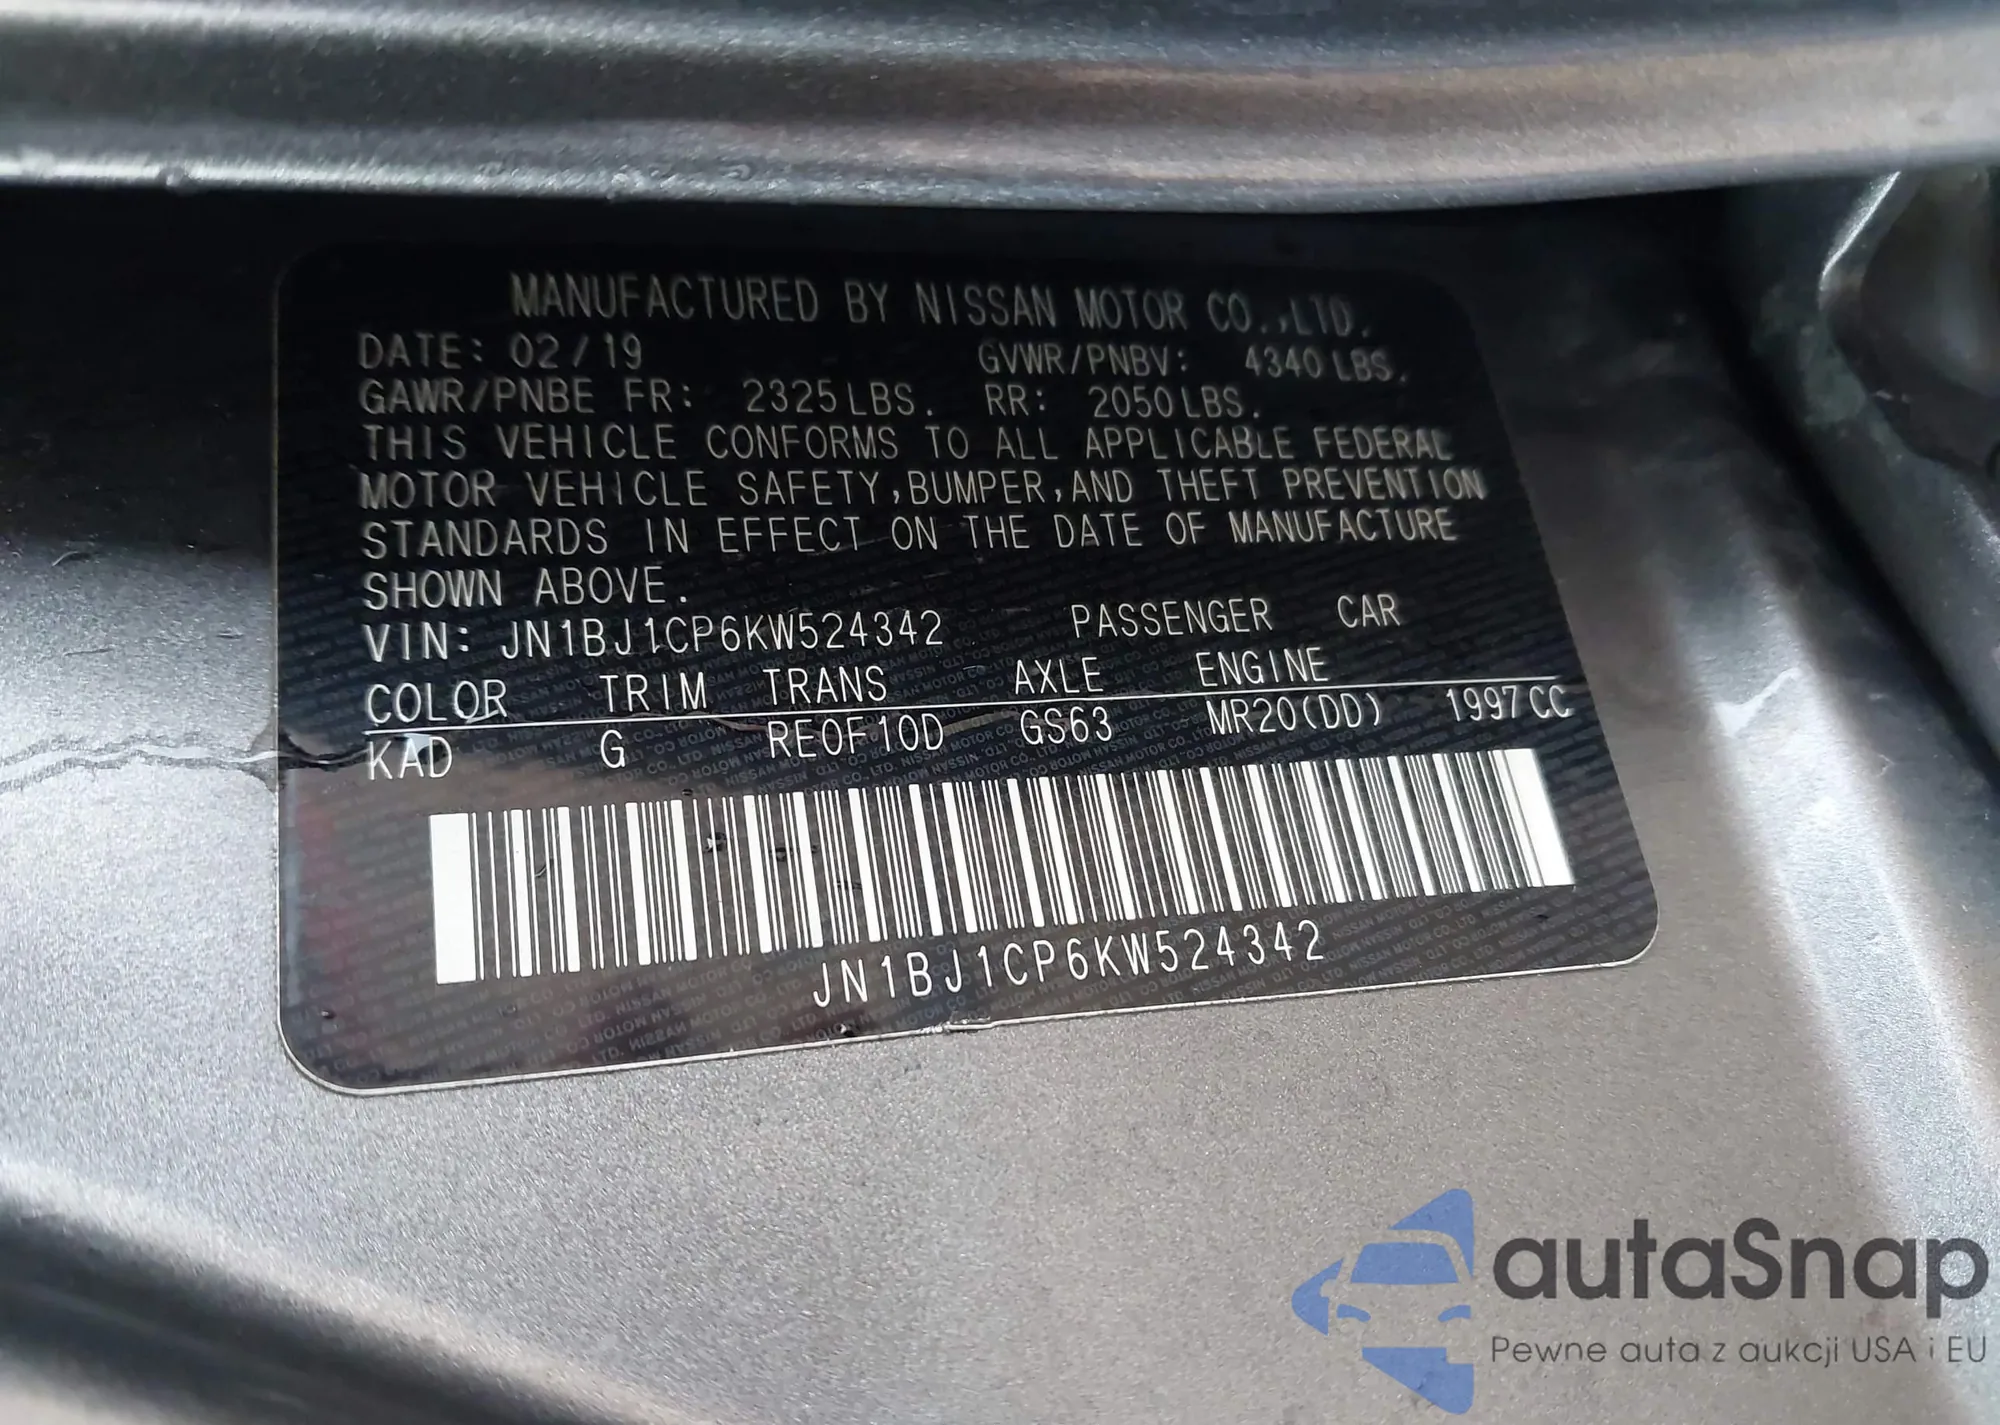 MANUFACTURED BY NISSAN MOTOR CO.,LTD.
DATE: 02/19 GVWR/PNBV: 4340 LBS.
GAWR/PNBE FR: 2325 LBS. RR: 2050 LBS.
THIS VEHICLE CONFORMS TO ALL APPLICABLE FEDERAL
MOTOR VEHICLE SAFETY,BUMPER,AND THEFT PREVENTION
STANDARDS IN EFFECT ON THE DATE OF MANUFACTURE
SHOWN ABOVE.
VIN: JN1BJ1CP6KW524342 PASSENGER CAR
COLOR TRIM TRANS AXLE ENGINE
KAD G RE0F10D GS63 MR20(DD) 1997 CC
JN1BJ1CP6KW524342
autaSnap
Pewne auta z aukcji USA i EU